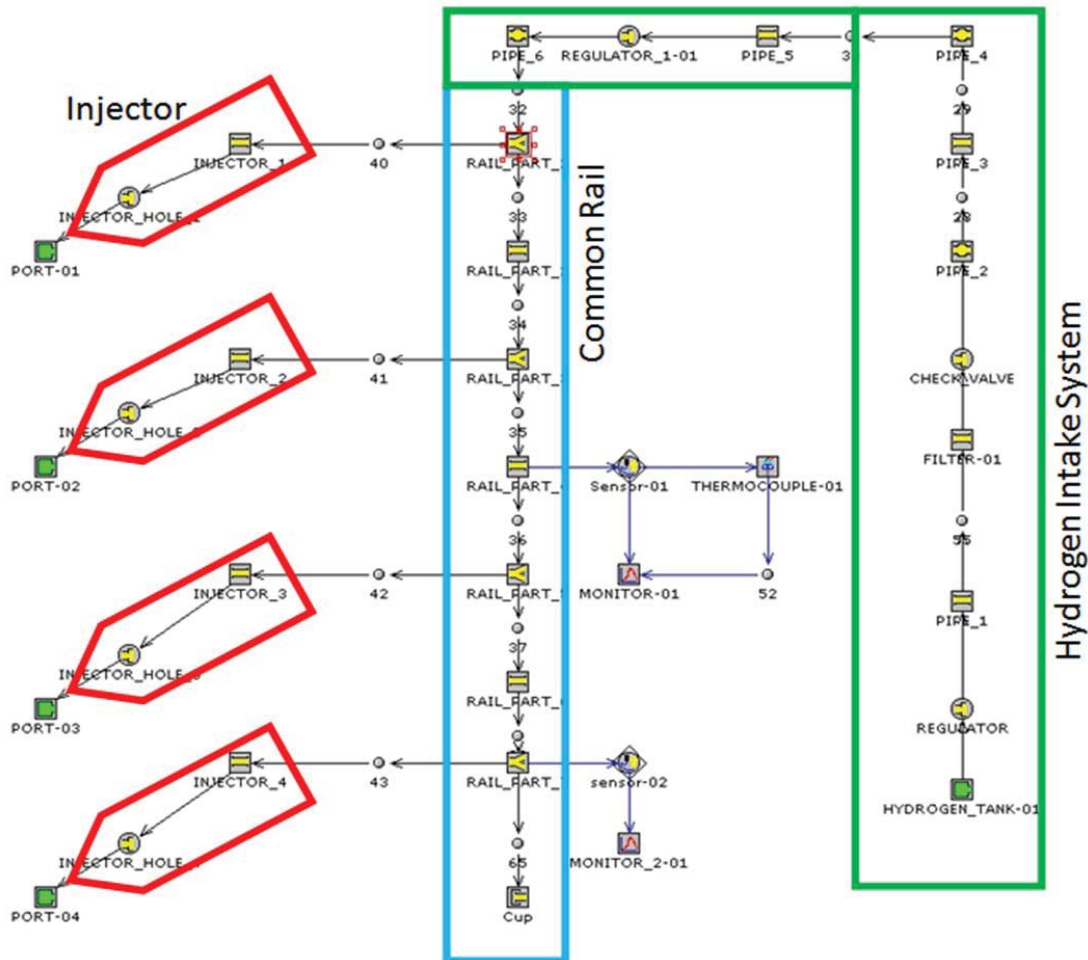 PIPE_6
REGULATOR_1-01
PIPE_5
PIPE_4
Injector
32
29
INJECTOR_1
40
PIPE_3
33
28
PORT-01
PIPE_2
34
Common Rail
INJECTOR_2
41
CHECK_VALVE
35
FILTER-01
PORT-02
Sensor-01
THERMOCOUPLE-01
36
55
Hydrogen Intake System
INJECTOR_3
42
MONITOR-01
52
PIPE_1
37
PORT-03
REGULATOR
INJECTOR_4
43
sensor-02
HYDROGEN_TANK-01
65
MONITOR_2-01
PORT-04
Cup